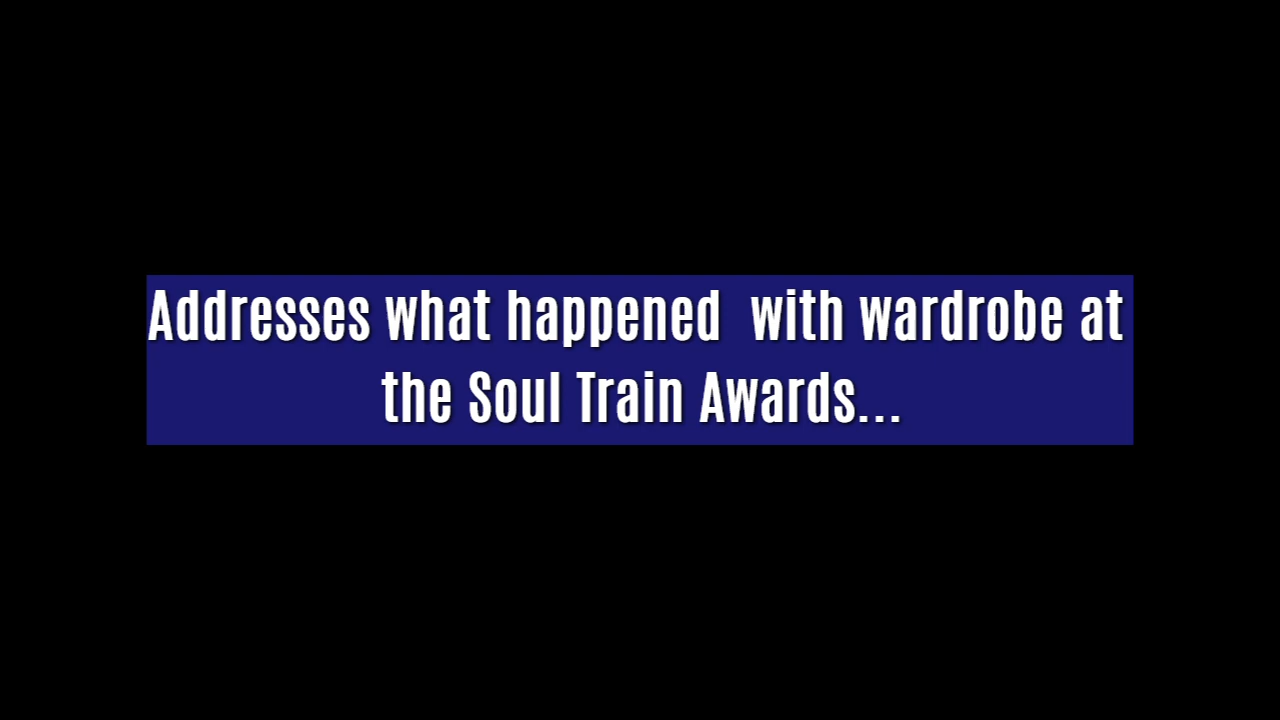 Addresses what happened  with wardrobe at
the Soul Train Awards...